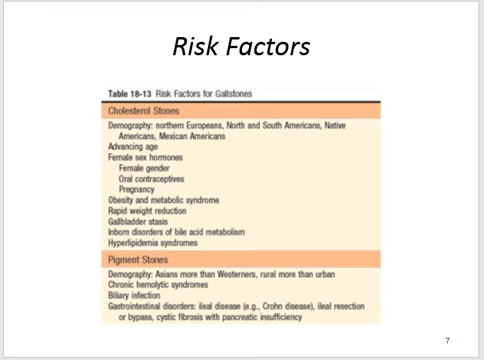 Risk Factors
Table 18-13 Risk Factors for Gallstones
Cholesterol Stones
Demography: northern Europeans, North and South Americans, Native
Americans, Mexican Americans
Advancing age
Female sex hormones
Female gender
Oral contraceptives
Pregnancy
Obesity and metabolic syndrome
Rapid weight reduction
Gallbladder stasis
Inborn disorders of bile acid metabolism
Hyperlipidemia syndromes
Pigment Stones
Demography: Asians more than Westerners, rural more than urban
Chronic hemolytic syndromes
Biliary infection
Gastrointestinal disorders: ileal disease (e.g., Crohn disease), ileal resection
or bypass, cystic fibrosis with pancreatic insufficiency
7